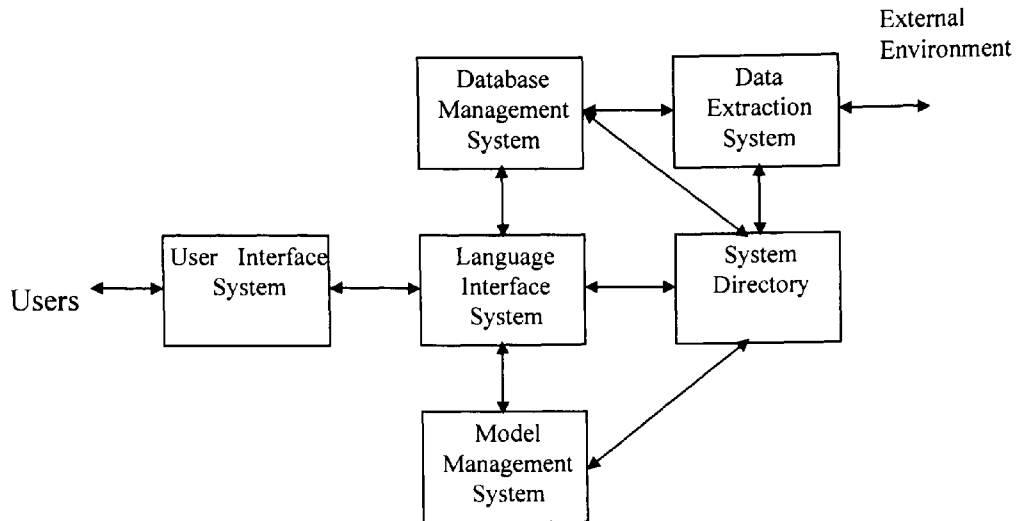 External
Environment
Database
Management
System
Data
Extraction
System
User Interface
System
Language
Interface
System
System
Directory
Users
Model
Management
System